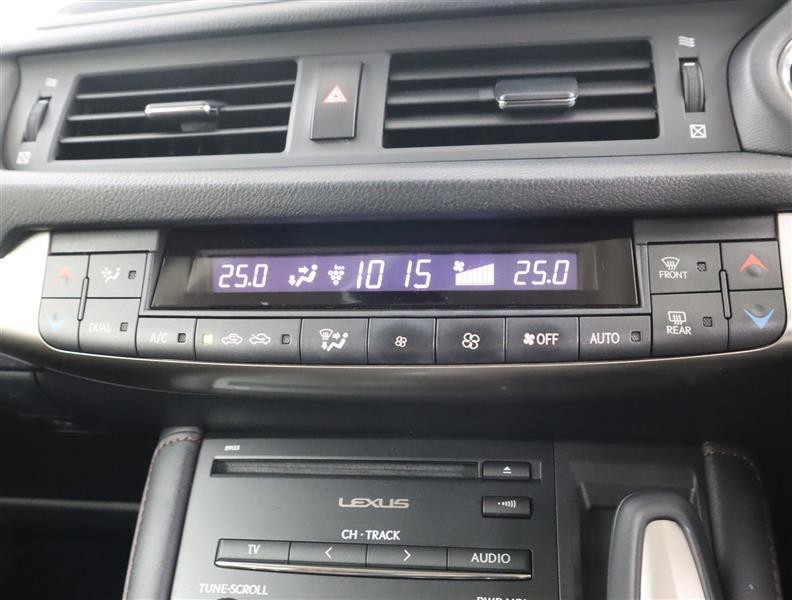 25.0 10 15 25.0
FRONT
DUAL A/C OFF AUTO REAR
LEXUS
CH · TRACK
TV < > AUDIO
TUNE·SCROLL